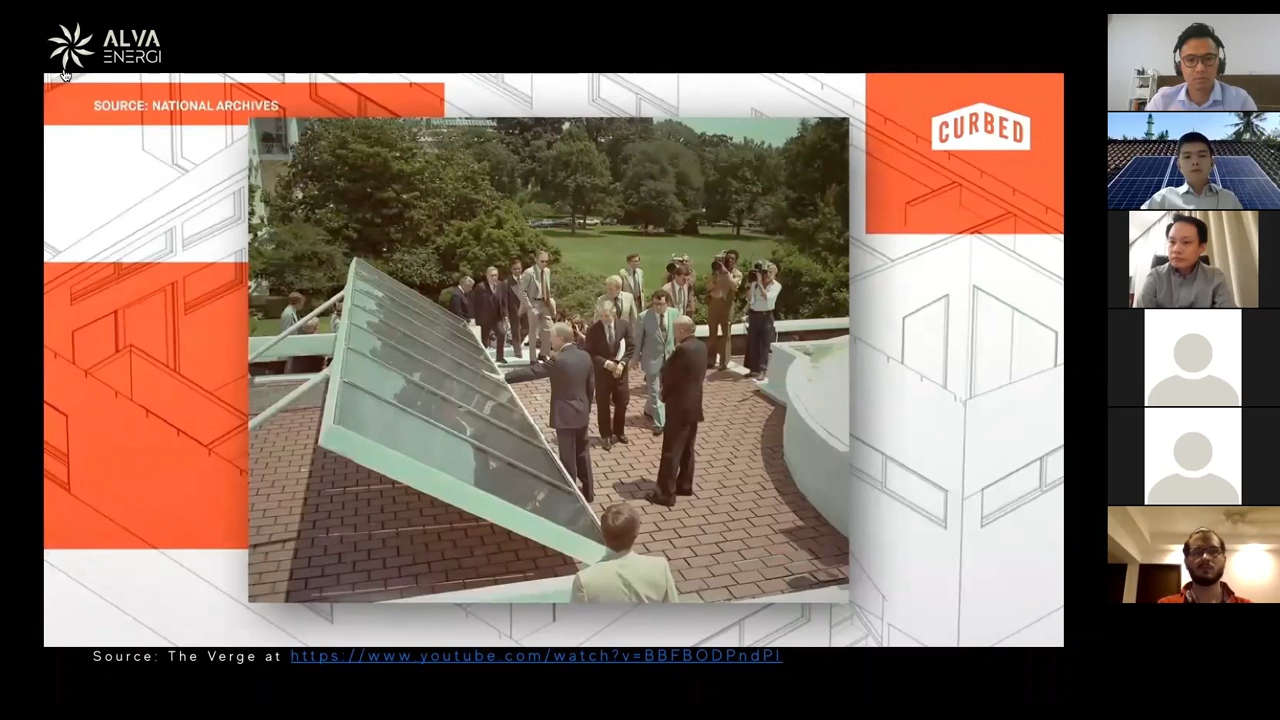 ALVA
ENERGI
SOURCE: NATIONAL ARCHIVES
CURBED
Source: The Verge at https://www.youtube.com/watch?v=BBFBODPndPI